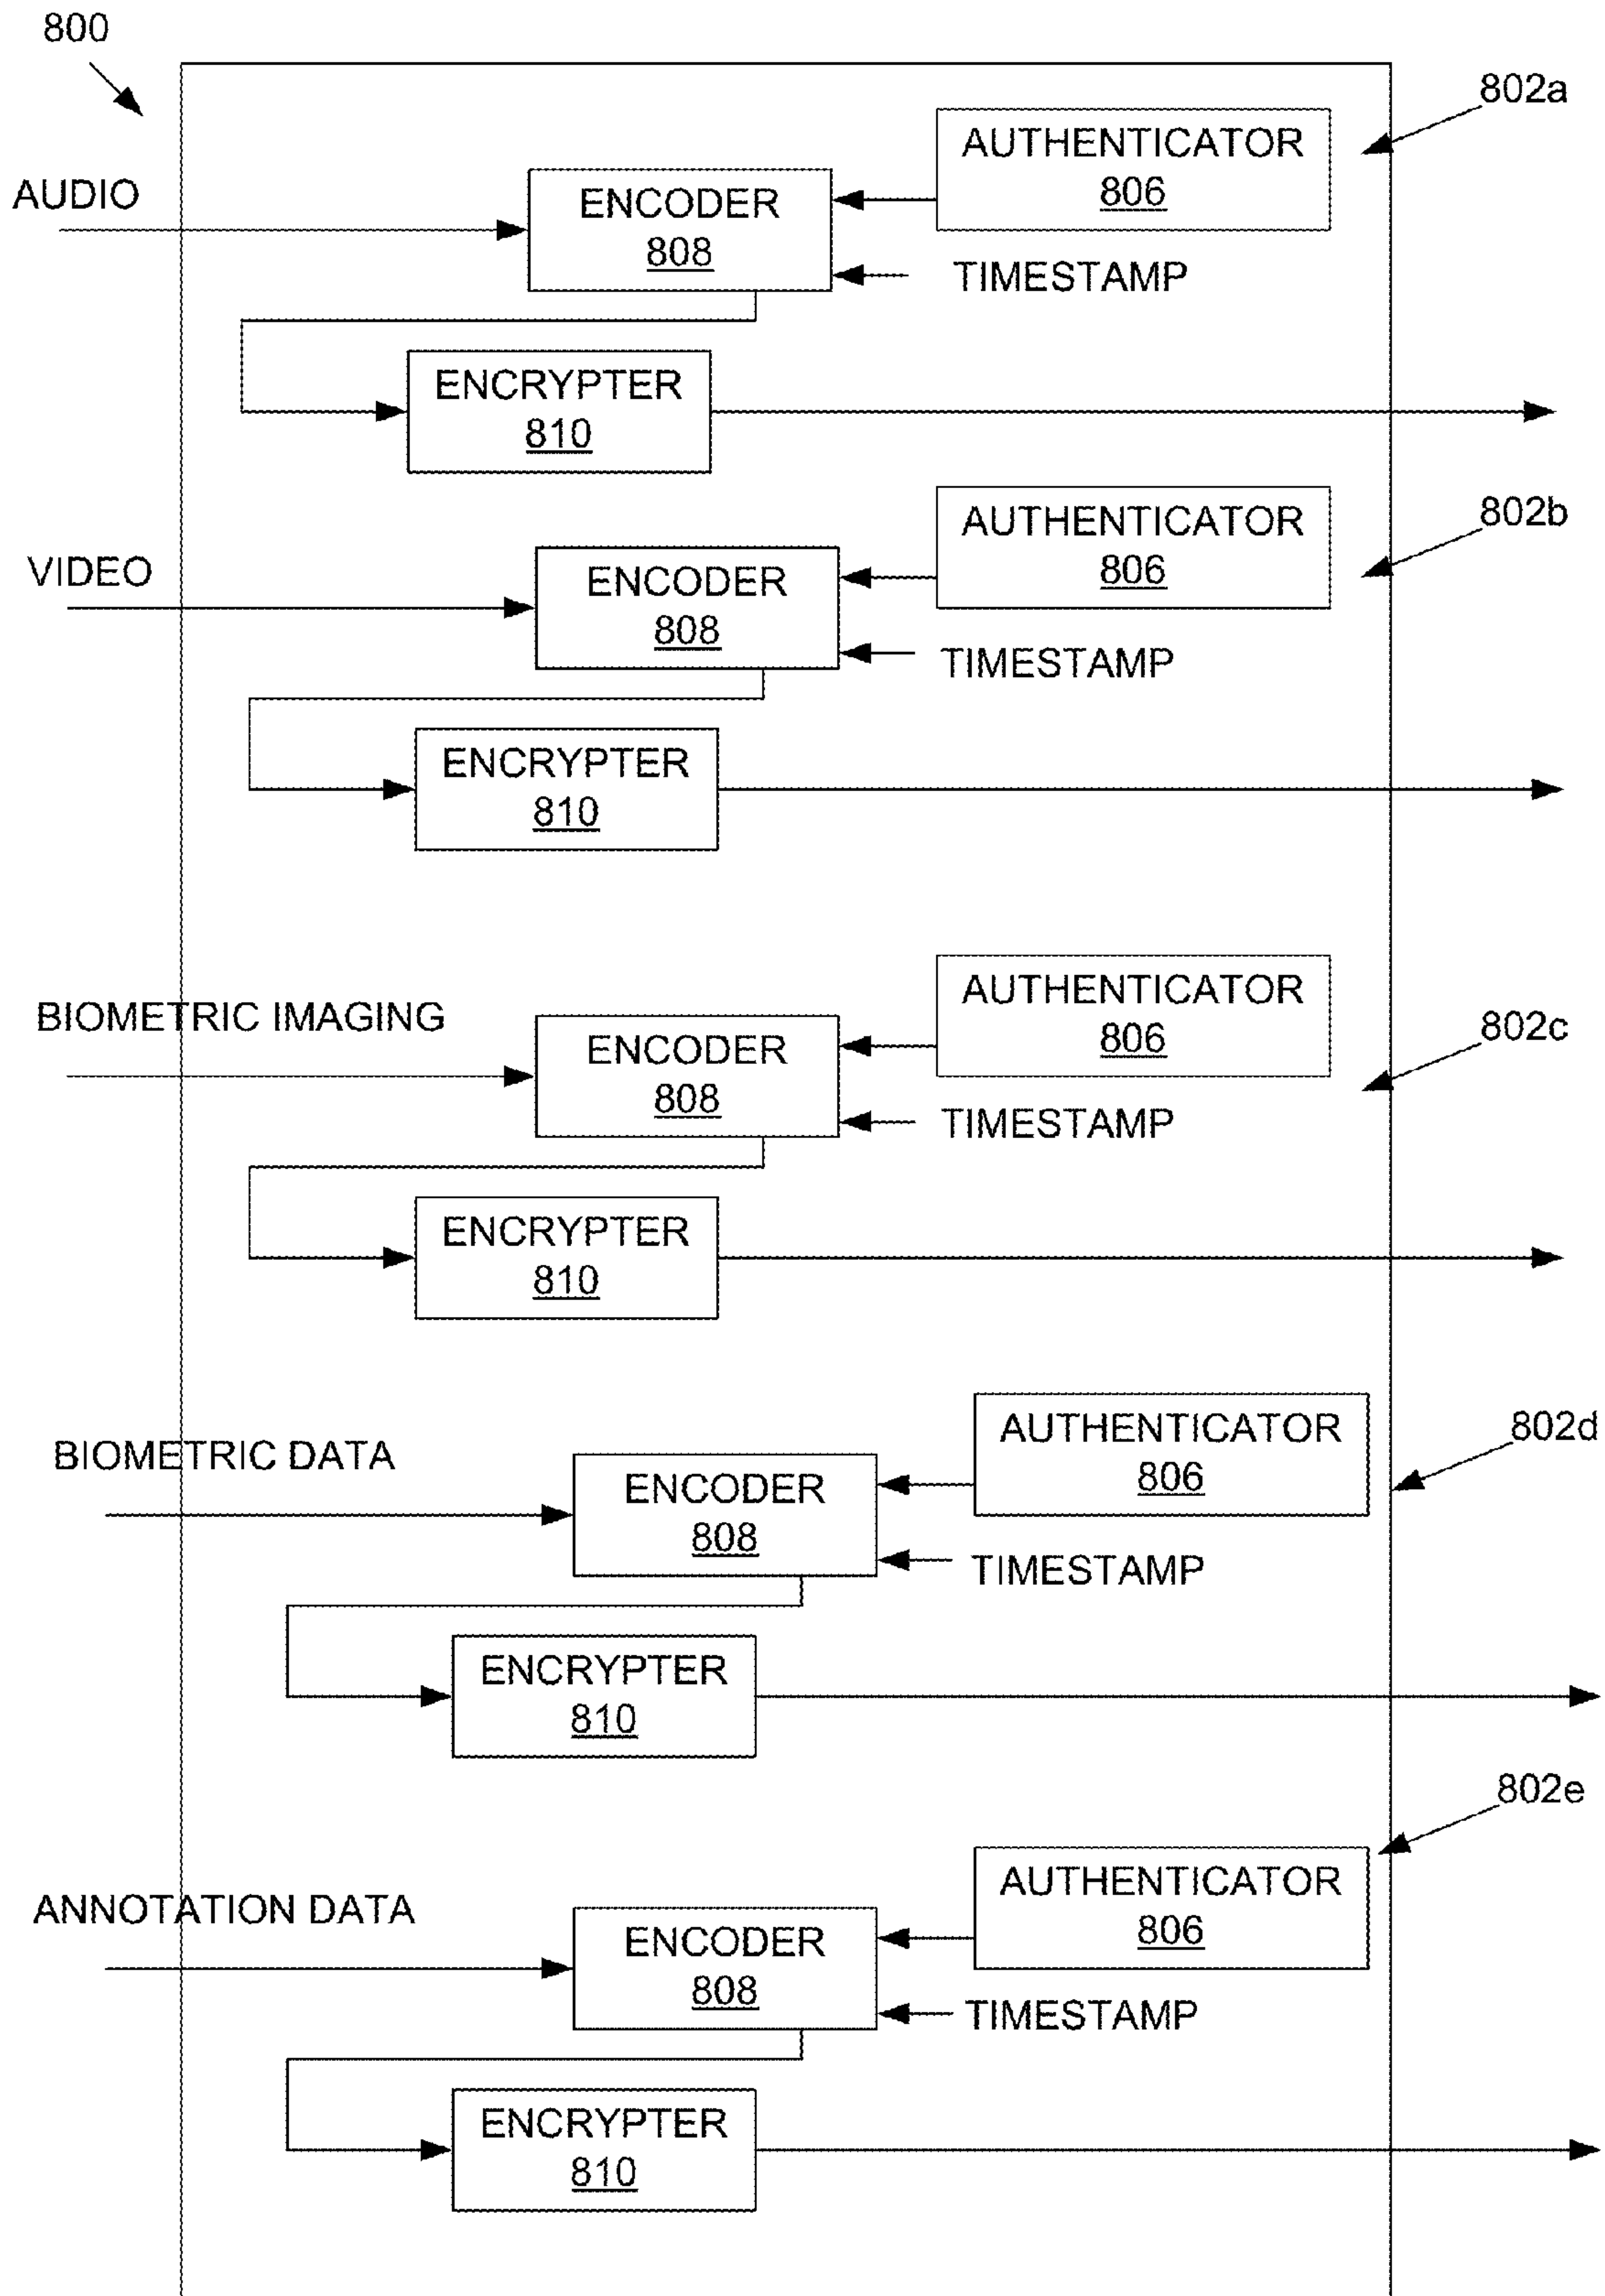 800
802a
AUTHENTICATOR
806
AUDIO
ENCODER
808
TIMESTAMP
ENCRYPTER
810
802b
AUTHENTICATOR
806
VIDEO
ENCODER
808
TIMESTAMP
ENCRYPTER
810
AUTHENTICATOR
806
802c
BIOMETRIC IMAGING
ENCODER
808
TIMESTAMP
ENCRYPTER
810
AUTHENTICATOR
806
802d
BIOMETRIC DATA
ENCODER
808
TIMESTAMP
ENCRYPTER
810
802e
AUTHENTICATOR
806
ANNOTATION DATA
ENCODER
808
TIMESTAMP
ENCRYPTER
810